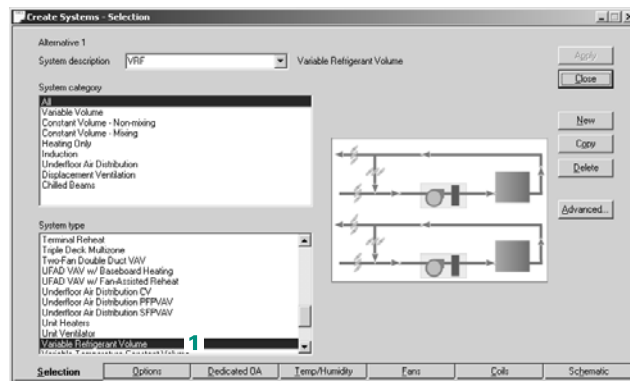 Create Systems - Selection
Alternative 1
System description
VRF
Variable Refrigerant Volume
Apply
Close
System category
All
Variable Volume
Constant Volume - Non-mixing
Constant Volume - Mixing
Heating Only
Induction
Underfloor Air Distribution
Displacement Ventilation
Chilled Beams
New
Copy
Delete
Advanced...
System type
Terminal Reheat
Triple Deck Multizone
Two-Fan Double Duct VAV
UFAD VAV w/ Baseboard Heating
UFAD VAV w/ Fan-Assisted Reheat
Underfloor Air Distribution CV
Underfloor Air Distribution PFPVAV
Underfloor Air Distribution SFPVAV
Unit Heaters
Unit Ventilator
Variable Refrigerant Volume 1
Variable Temperature Constant Volume
Selection Options Dedicated OA Temp/Humidity Fans Coils Schematic